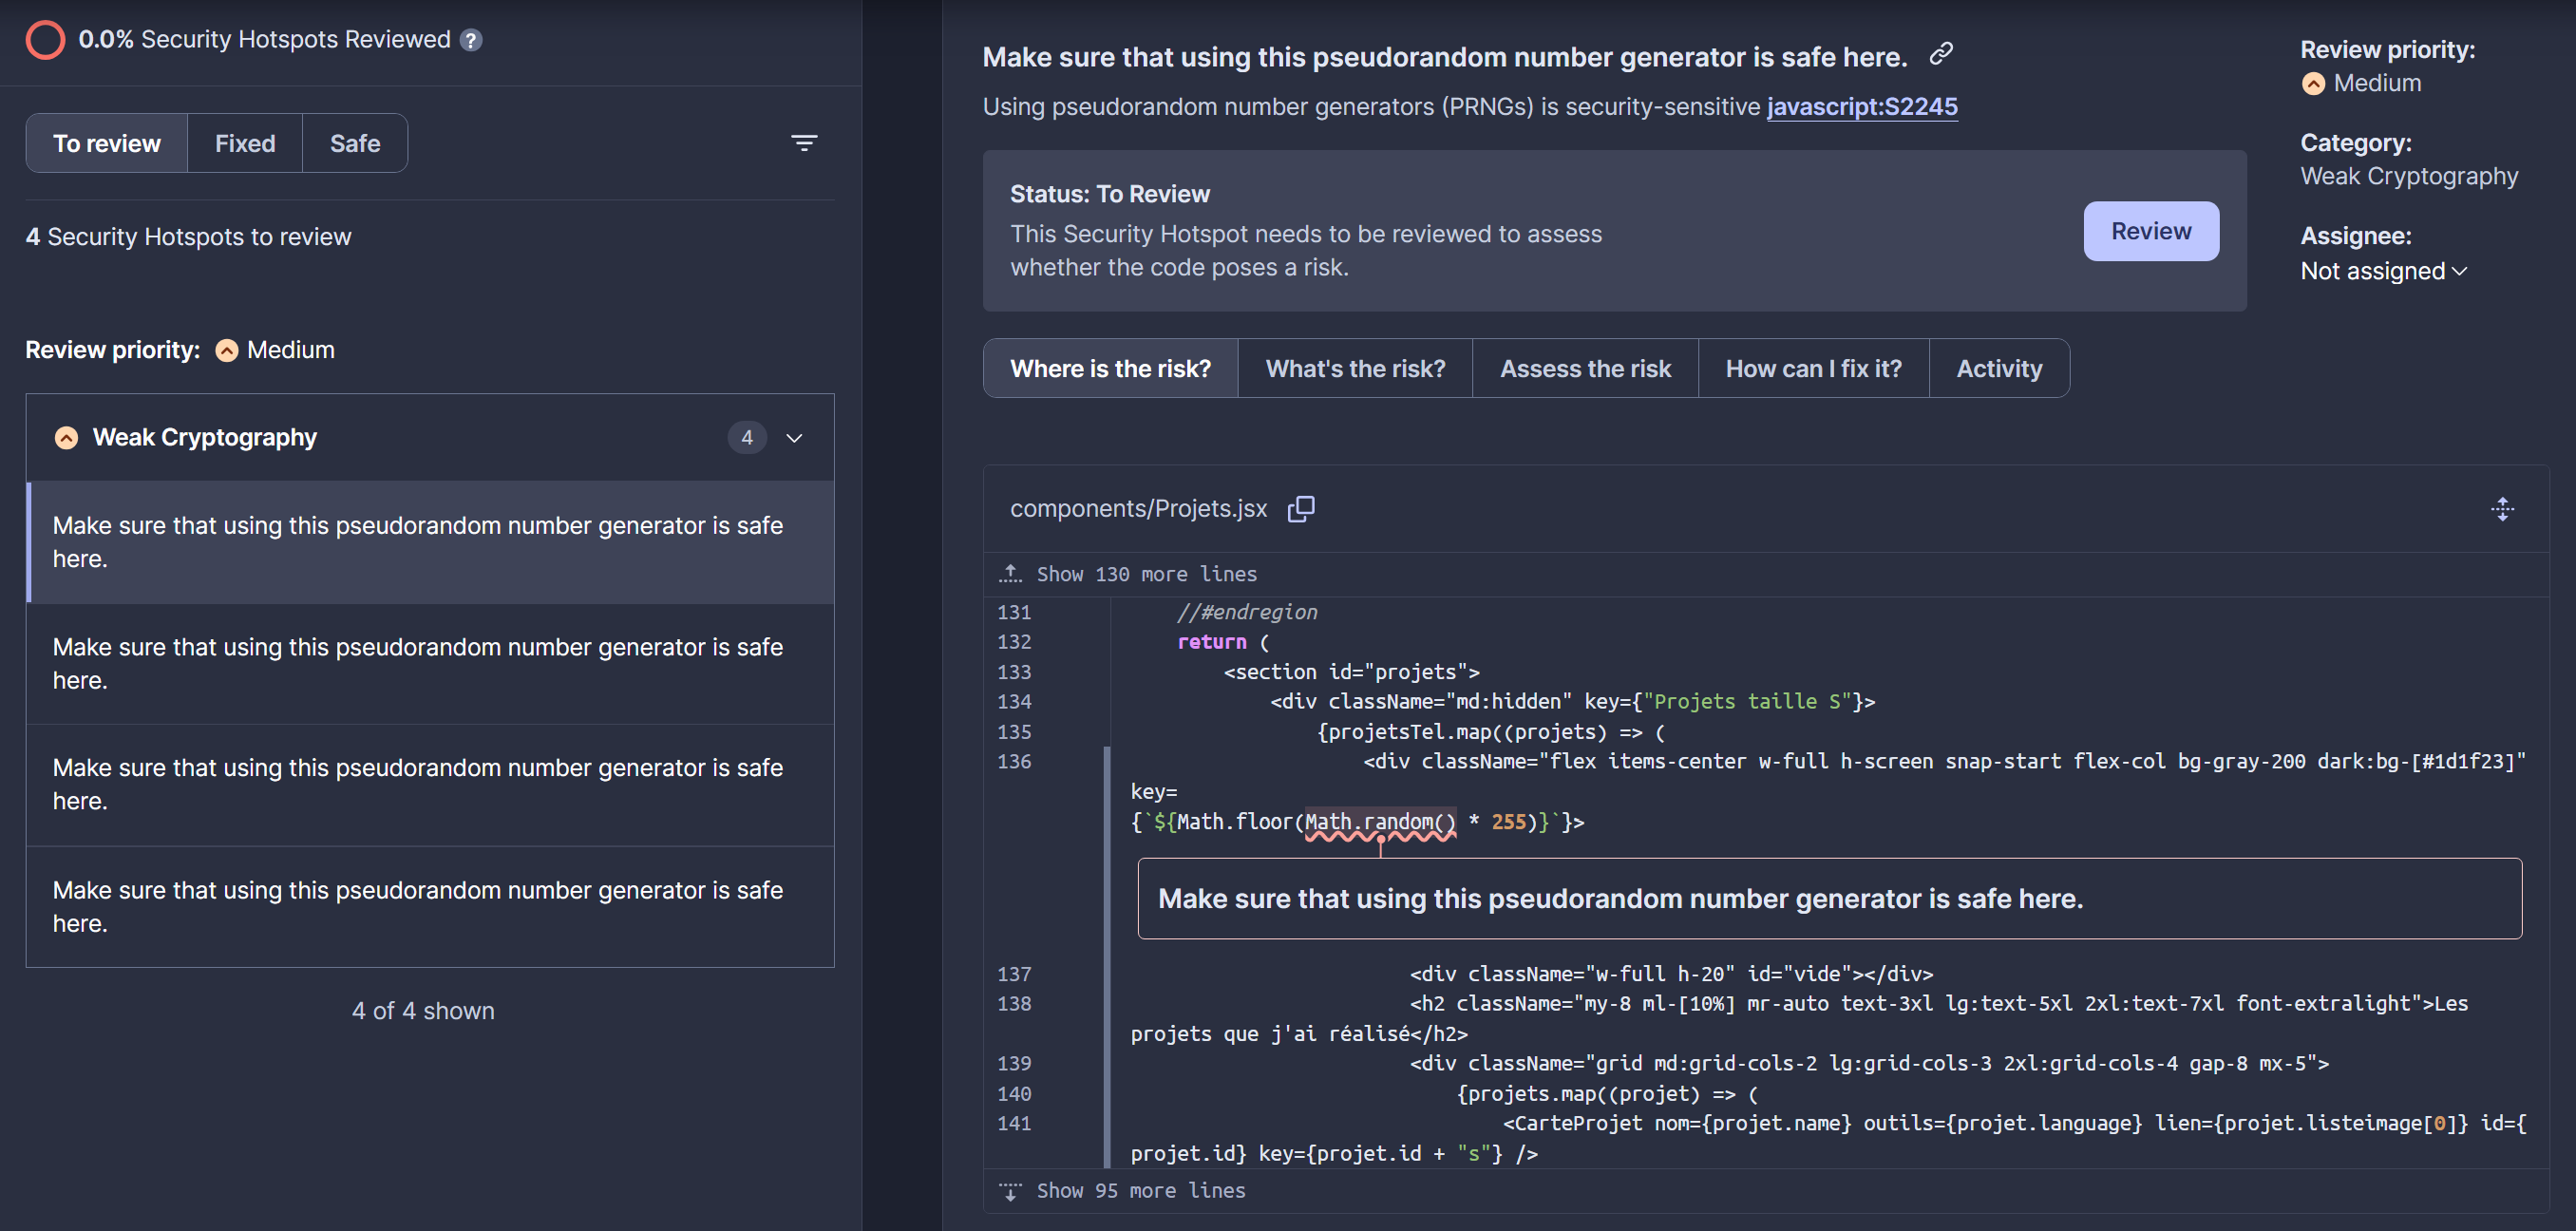 0.0% Security Hotspots Reviewed ?
To review
Fixed
Safe
4 Security Hotspots to review
Review priority: Medium
Weak Cryptography
4
Make sure that using this pseudorandom number generator is safe
here.
Make sure that using this pseudorandom number generator is safe
here.
Make sure that using this pseudorandom number generator is safe
here.
Make sure that using this pseudorandom number generator is safe
here.
4 of 4 shown
Make sure that using this pseudorandom number generator is safe here.
Using pseudorandom number generators (PRNGs) is security-sensitive javascript:S2245
Status: To Review
This Security Hotspot needs to be reviewed to assess
whether the code poses a risk.
Review
Review priority:
Medium
Category:
Weak Cryptography
Assignee:
Not assigned
Where is the risk?
What's the risk?
Assess the risk
How can I fix it?
Activity
components/Projets.jsx
Show 130 more lines
131 //#endregion
132 return (
133 <section id="projets">
134 <div className="md:hidden" key={"Projets taille S"}>
135 {projetsTel.map((projets) => (
136 <div className="flex items-center w-full h-screen snap-start flex-col bg-gray-200 dark:bg-[#1d1f23]"
key=
{`${Math.floor(Math.random() * 255)}`}>
Make sure that using this pseudorandom number generator is safe here.
137 <div className="w-full h-20" id="vide"></div>
138 <h2 className="my-8 ml-[10%] mr-auto text-3xl lg:text-5xl 2xl:text-7xl font-extralight">Les
projets que j'ai réalisé</h2>
139 <div className="grid md:grid-cols-2 lg:grid-cols-3 2xl:grid-cols-4 gap-8 mx-5">
140 {projets.map((projet) => (
141 <CarteProjet nom={projet.name} outils={projet.language} lien={projet.listeimage[0]} id={
projet.id} key={projet.id + "s"} />
Show 95 more lines